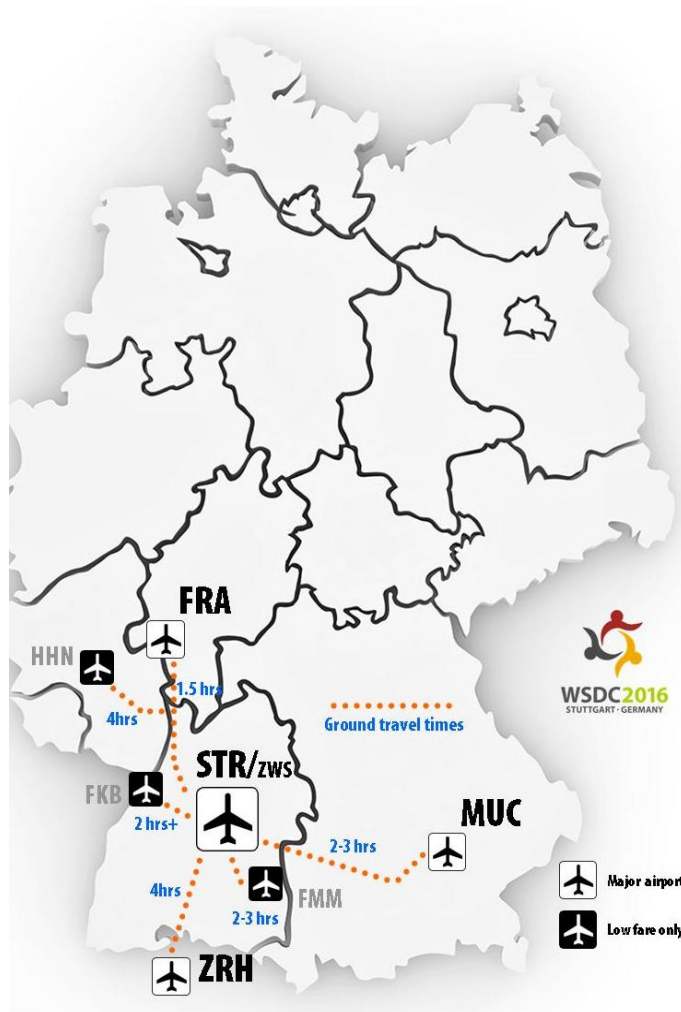 FRA
HHN
1.5 hrs
4hrs
WSDC2016
STUTTGART · GERMANY
Ground travel times
STR/ZWS
FKB
2 hrs+
MUC
2-3 hrs
4hrs
FMM
2-3 hrs
Major airport
Low fare only
ZRH